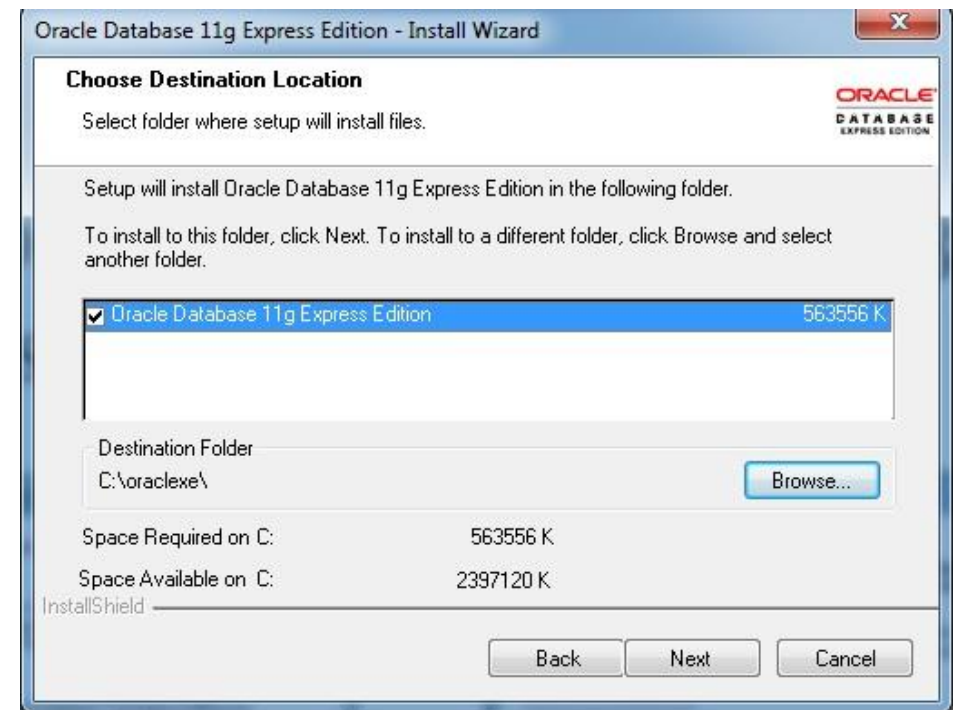 Oracle Database 11g Express Edition - Install Wizard
Choose Destination Location
Select folder where setup will install files.
ORACLE
DATABASE
EXPRESS EDITION
Setup will install Oracle Database 11g Express Edition in the following folder.
To install to this folder, click Next. To install to a different folder, click Browse and select
another folder.
Oracle Database 11g Express Edition 563556 K
Destination Folder
C:\oraclexe\ Browse...
Space Required on C: 563556 K
Space Available on C: 2397120 K
InstallShield
Back Next Cancel